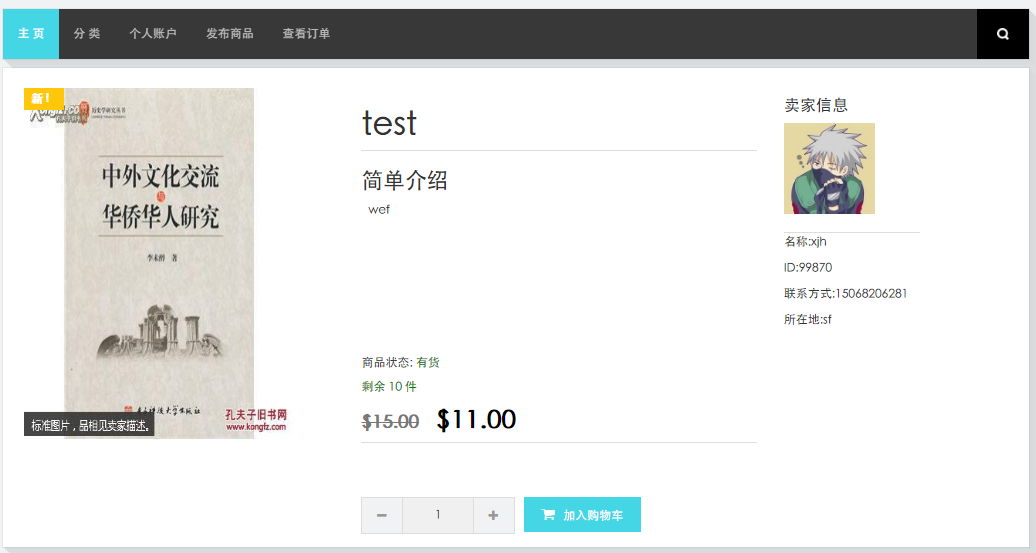 主 页 分 类 个人账户 发布商品 查看订单
新!
中外文化交流
与
华侨华人研究
李未醉 著
标准图片，品相见卖家描述。
孔夫子旧书网
www.kongfz.com
test
简单介绍
wef
商品状态: 有货
剩余 10 件
$15.00 $11.00
1
加入购物车
卖家信息
名称:xjh
ID:99870
联系方式:15068206281
所在地:sf